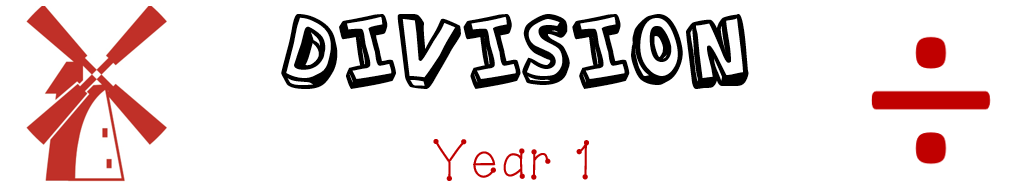 DIVISION
÷
Year 1